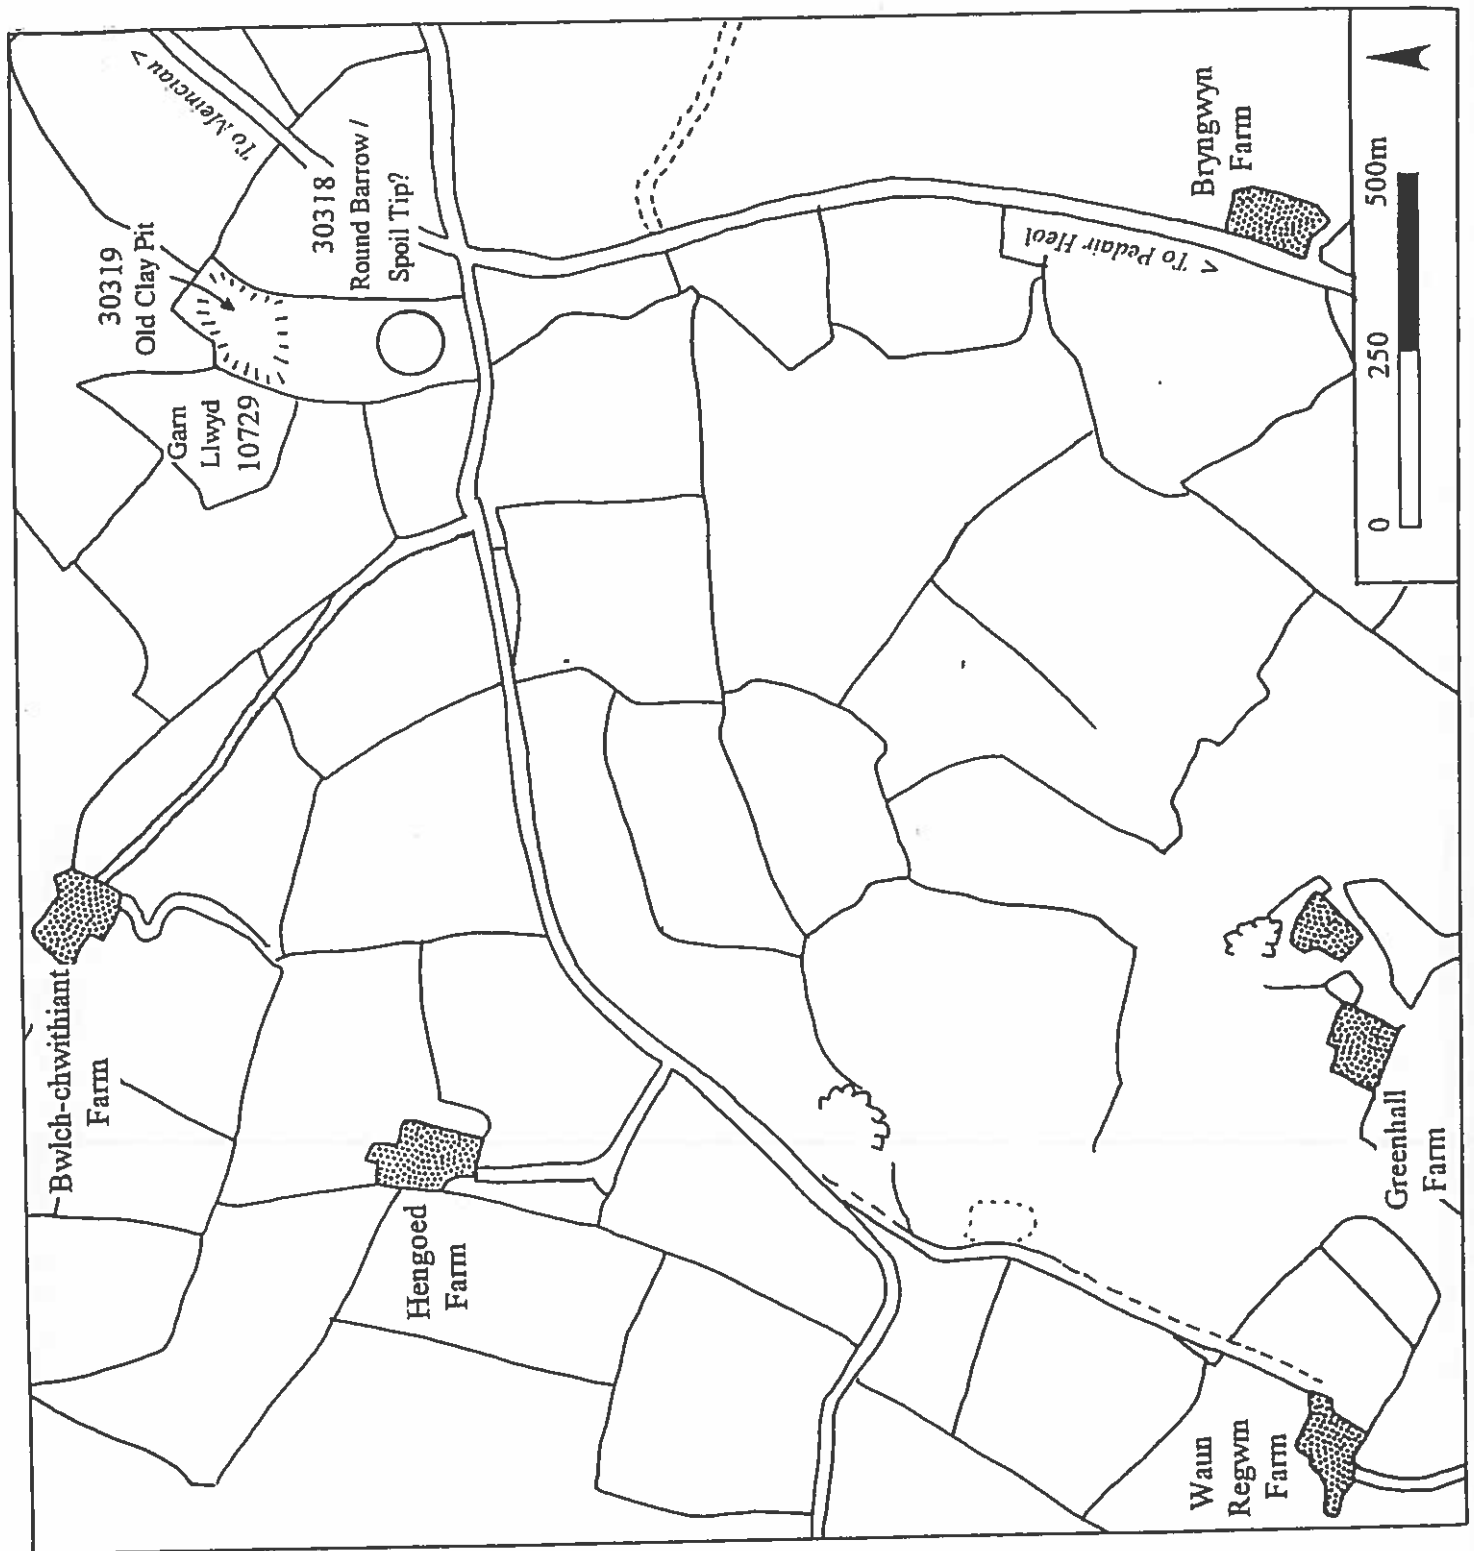 To Meinciau >
30319
Old Clay Pit
30318
Round Barrow /
Spoil Tip?
Garn
Llwyd
10729
Bryngwyn
Farm
< To Pedair Heol
0 250 500m
Bwlch-chwithiant
Farm
Hengoed
Farm
Greenhall
Farm
Waun
Regwm
Farm